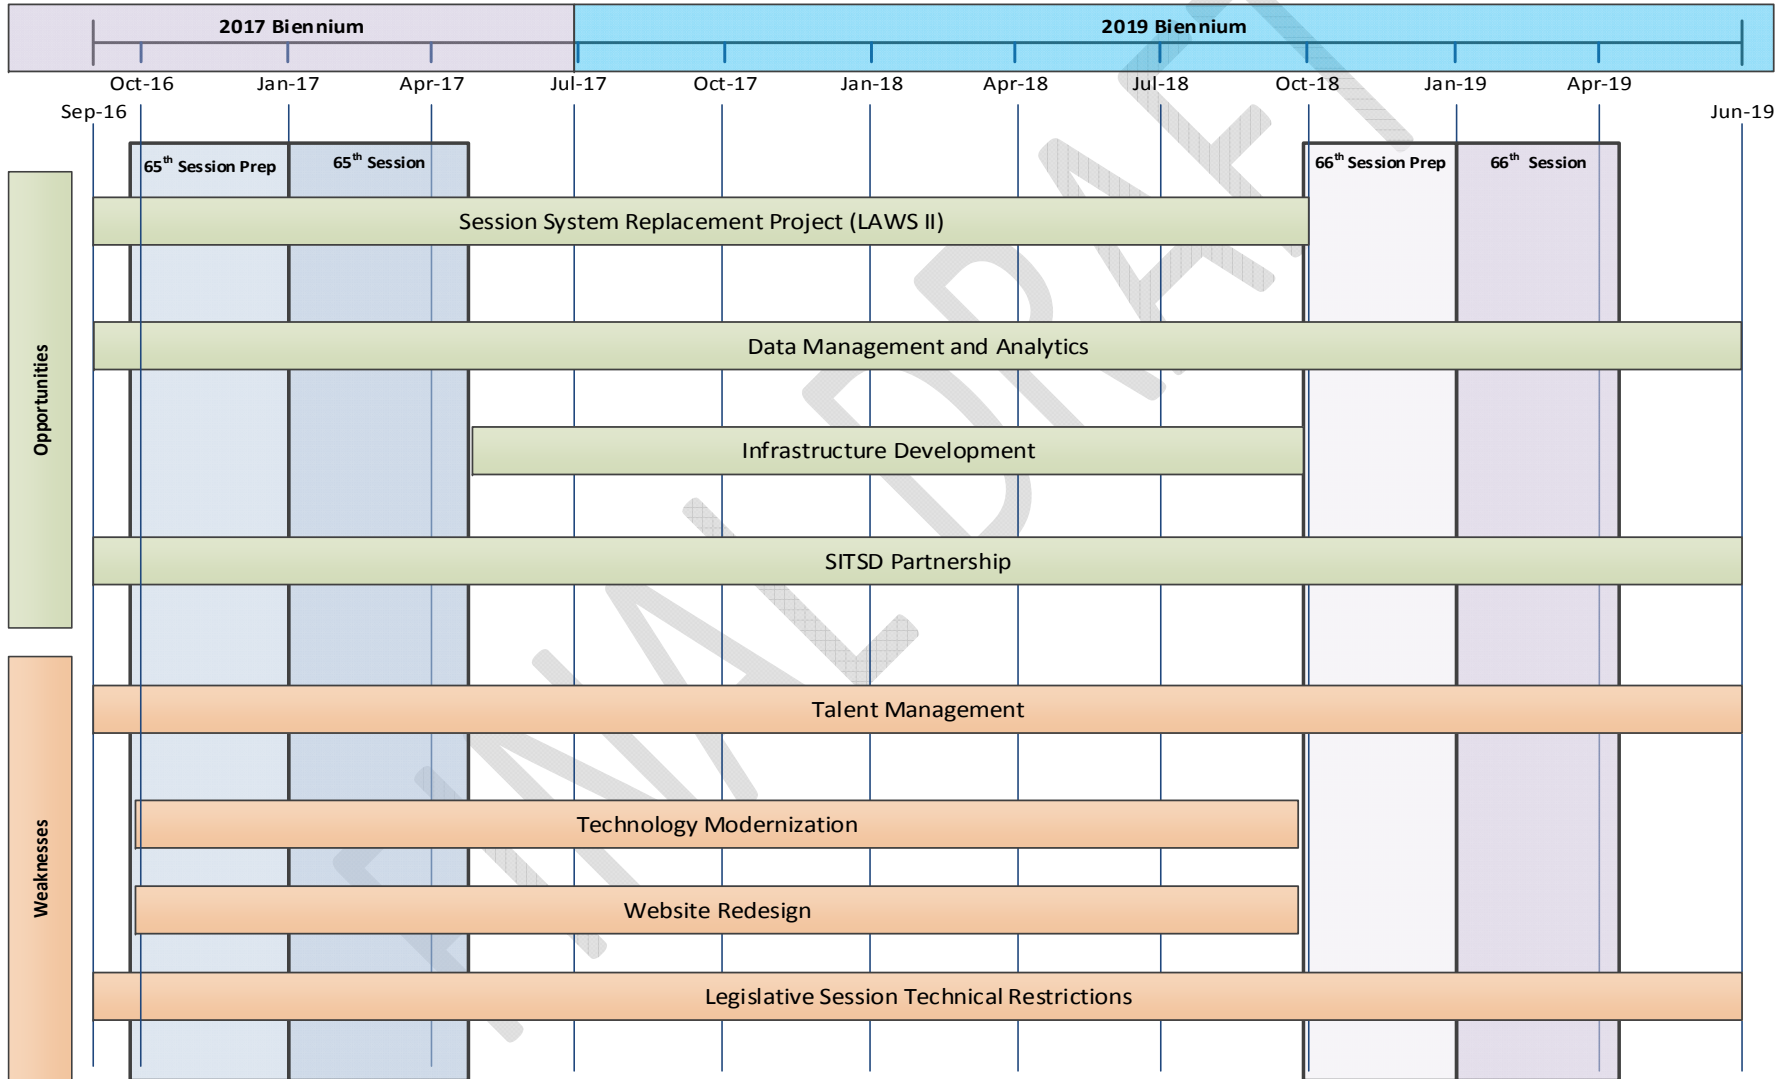 2017 Biennium
2019 Biennium
Oct-16 Jan-17 Apr-17 Jul-17 Oct-17 Jan-18 Apr-18 Jul-18 Oct-18 Jan-19 Apr-19
Sep-16 Jun-19
65th Session Prep
65th Session
66th Session Prep
66th Session
Opportunities
Session System Replacement Project (LAWS II)
Data Management and Analytics
Infrastructure Development
SITSD Partnership
Weaknesses
Talent Management
Technology Modernization
Website Redesign
Legislative Session Technical Restrictions
FINAL DRAFT